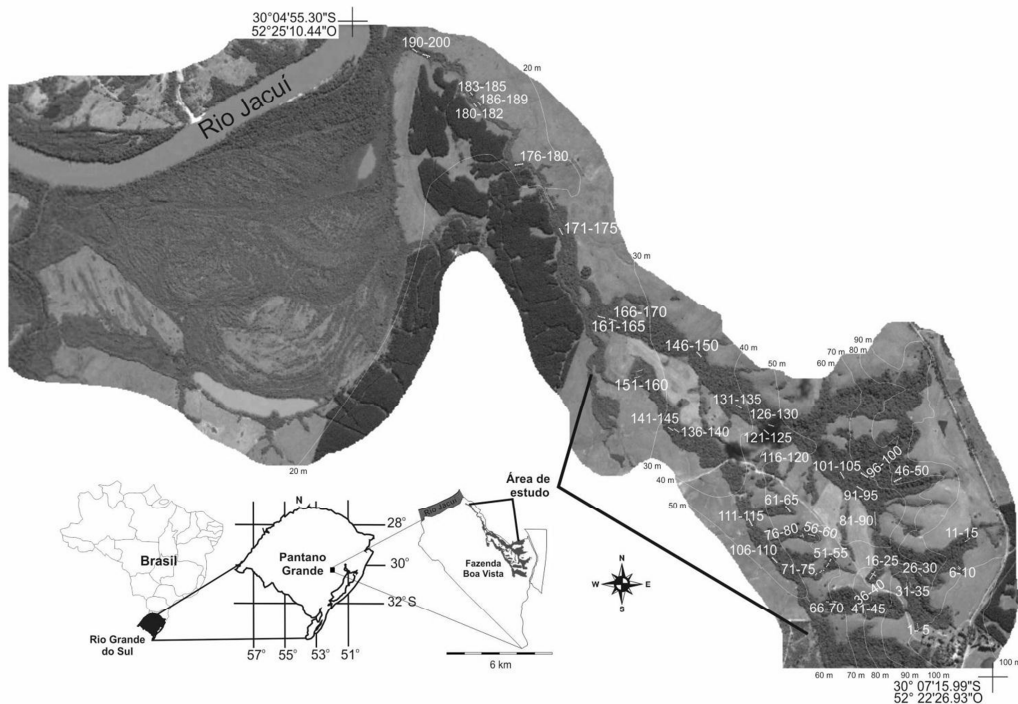 30°04'55.30"S
52°25'10.44"O
Rio Jacuí
190-200
20 m
183-185
186-189
180-182
176-180
171-175
30 m
166-170
161-165
146-150
40 m
50 m
60 m
70 m
80 m
90 m
151-160
131-135
126-130
141-145
136-140
121-125
116-120
20 m
30 m
40 m
50 m
101-105
96-100
46-50
91-95
61-65
111-115
76-80
56-60
81-90
11-15
106-110
51-55
16-25
71-75
26-30
6-10
36-40
31-35
66-70
41-45
1-5
60 m
70 m
80 m
90 m
100 m
100 m
30° 07'15.99"S
52° 22'26.93"O
Brasil
Rio Grande
do Sul
N
28°
Pantano
Grande
30°
32°S
57°
55°
53°
51°
Rio Jacuí
Área de
estudo
Fazenda
Boa Vista
6 km
N
W
E
S